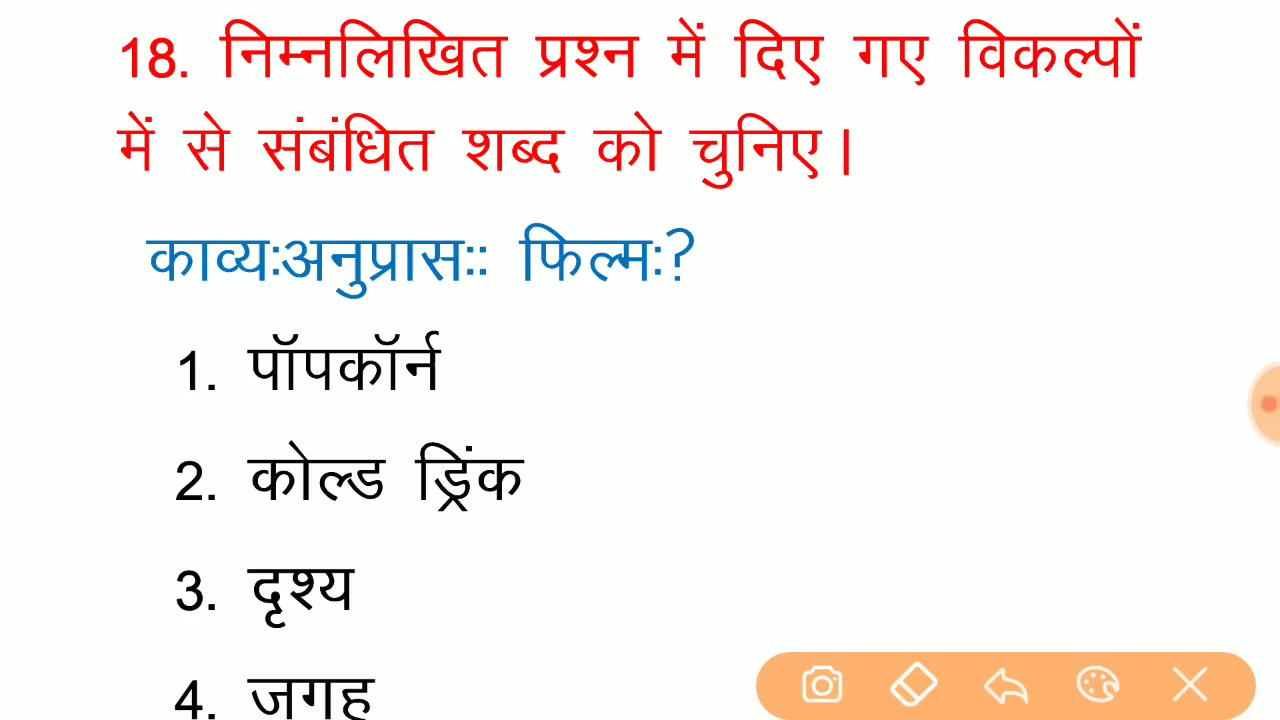 18. निम्नलिखित प्रश्न में दिए गए विकल्पों
में से संबंधित शब्द को चुनिए।
काव्यःअनुप्रासःः फिल्मः?
1. पॉपकॉर्न
2. कोल्ड ड्रिंक
3. दृश्य
4. जगह